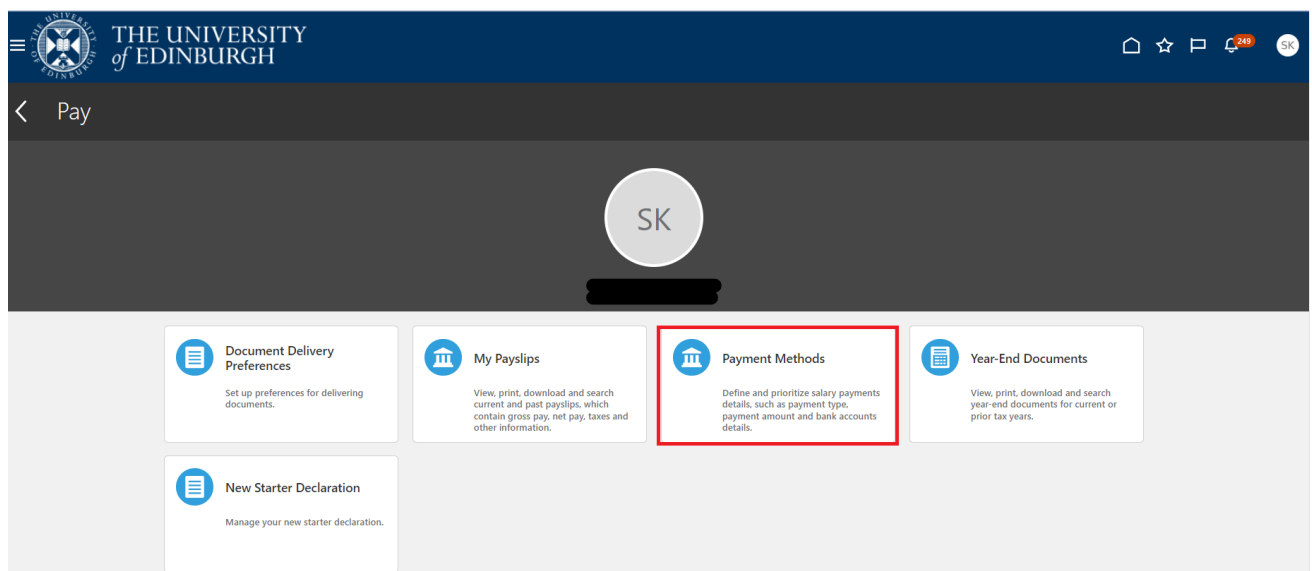 THE UNIVERSITY
of EDINBURGH
249
SK
Pay
SK
Document Delivery
Preferences
Set up preferences for delivering
documents.
My Payslips
View, print, download and search
current and past payslips, which
contain gross pay, net pay, taxes and
other information.
Payment Methods
Define and prioritize salary payments
details, such as payment type,
payment amount and bank accounts
details.
Year-End Documents
View, print, download and search
year-end documents for current or
prior tax years.
New Starter Declaration
Manage your new starter declaration.